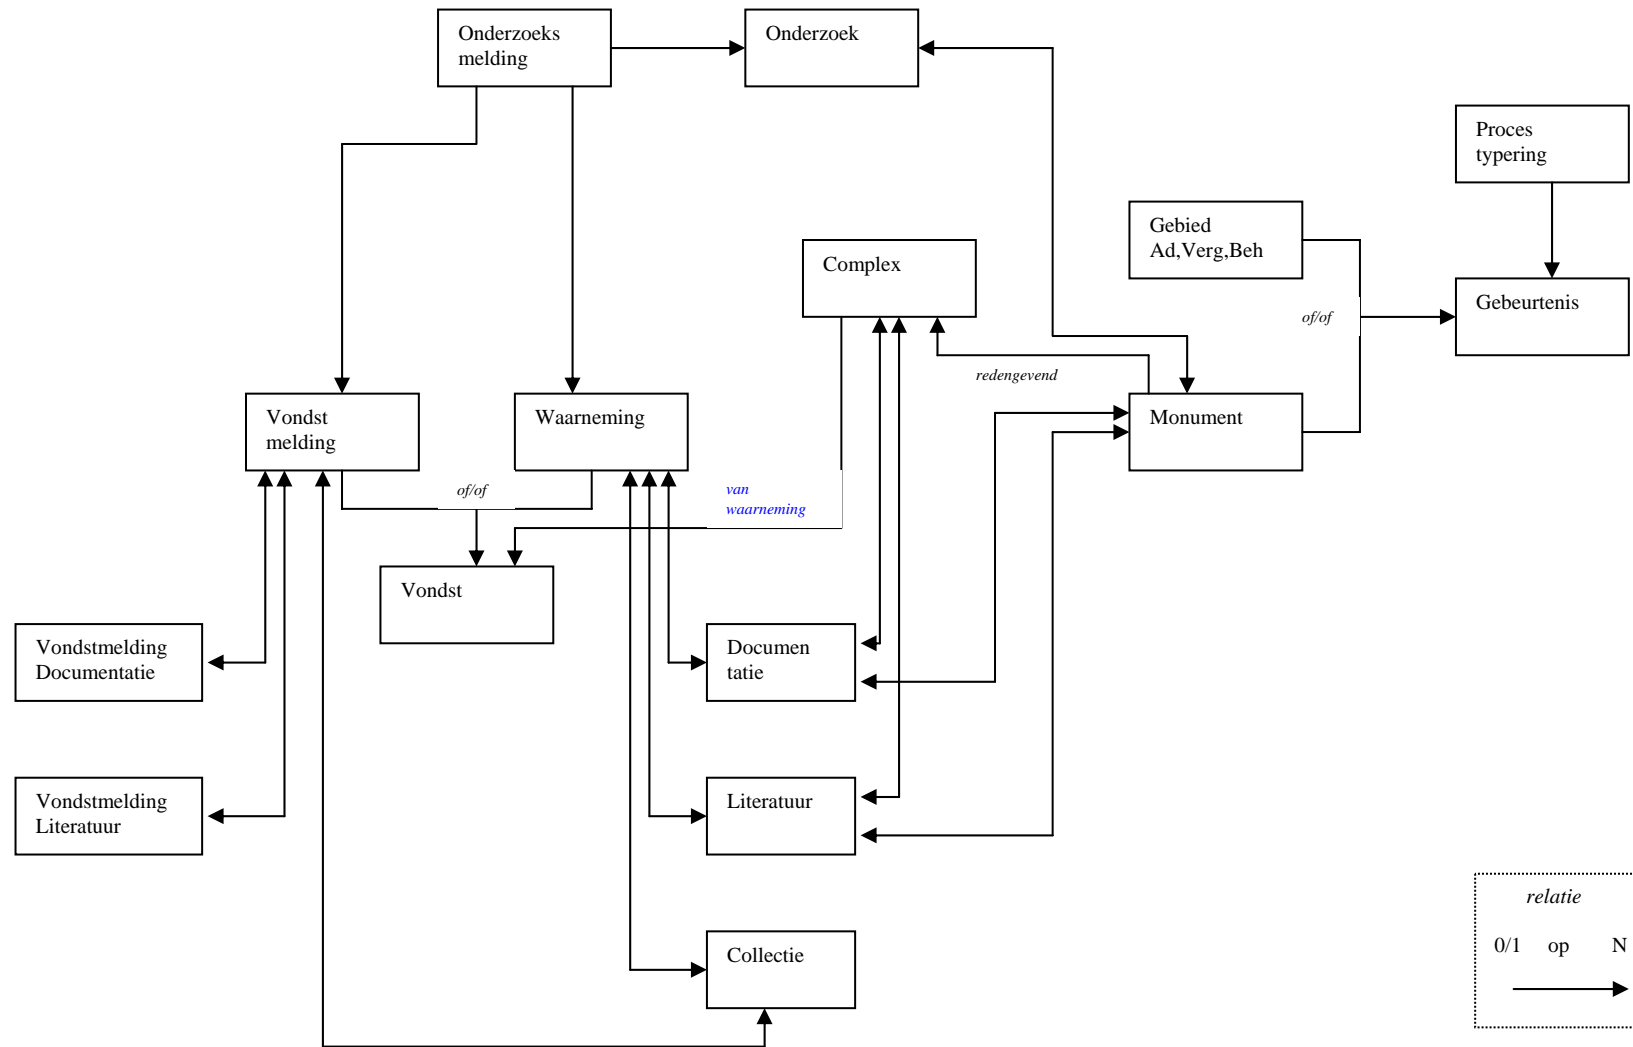 Onderzoeks
melding
Onderzoek
Proces
typering
Gebied
Ad,Verg,Beh
Complex
Gebeurtenis
of/of
redengevend
Vondst
melding
Waarneming
Monument
of/of
van
waarneming
Vondst
Vondstmelding
Documentatie
Documen
tatie
Vondstmelding
Literatuur
Literatuur
relatie
0/1 op N
Collectie